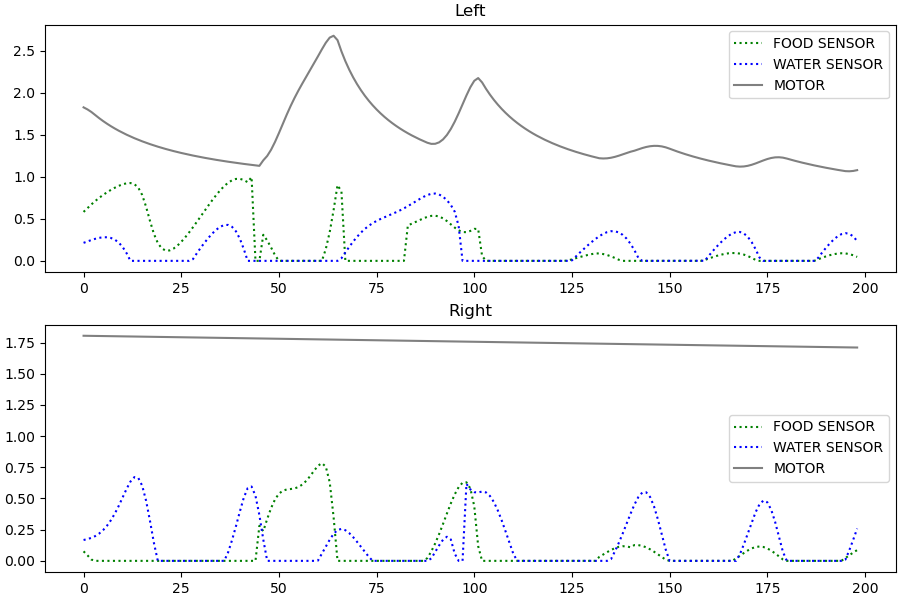 Left
2.5
2.0
1.5
1.0
0.5
0.0
FOOD SENSOR
WATER SENSOR
MOTOR
0 25 50 75 100 125 150 175 200
Right
1.75
1.50
1.25
1.00
0.75
0.50
0.25
0.00
FOOD SENSOR
WATER SENSOR
MOTOR
0 25 50 75 100 125 150 175 200